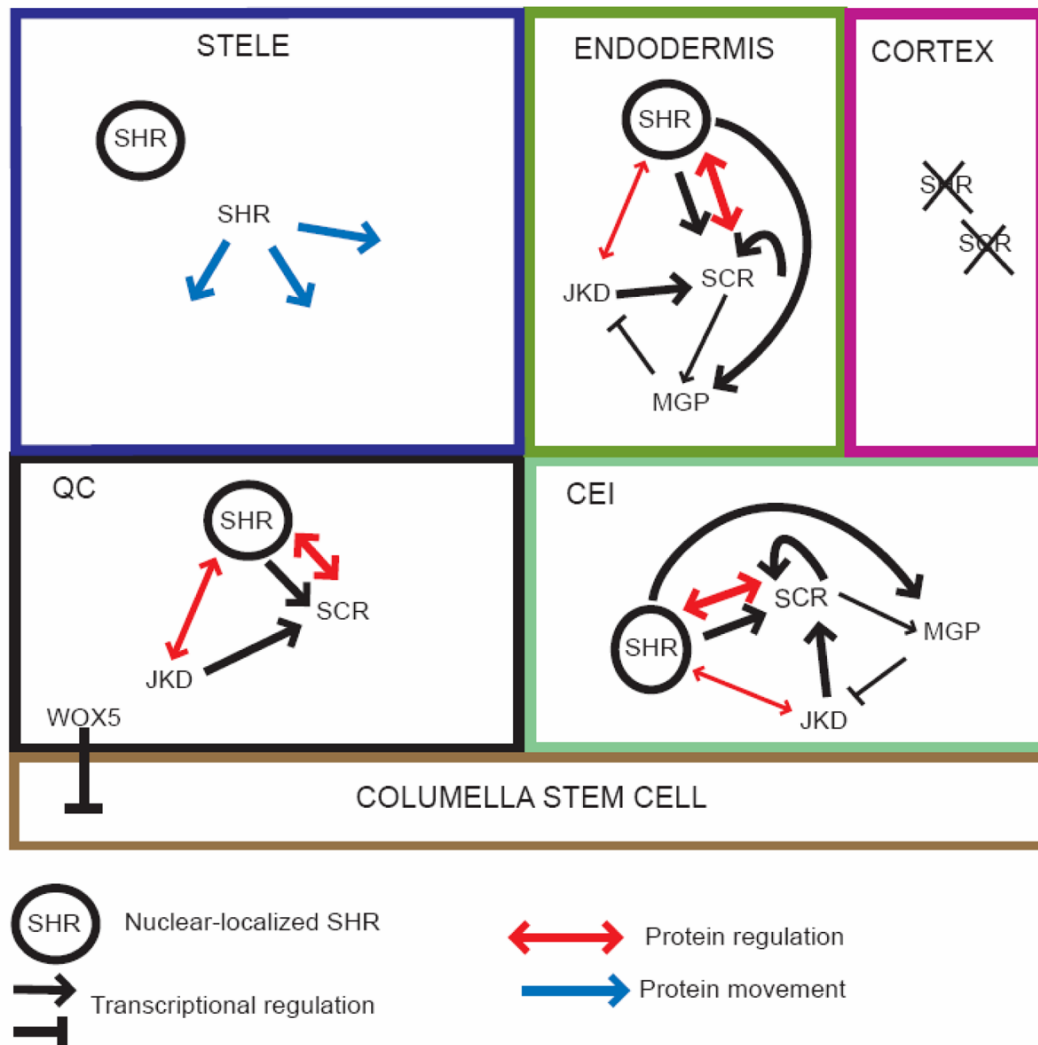 STELE
SHR
SHR
ENDODERMIS
SHR
JKD
SCR
MGP
CORTEX
SHR
SCR
QC
SHR
SCR
JKD
WOX5
CEI
SCR
MGP
SHR
JKD
COLUMELLA STEM CELL
SHR
Nuclear-localized SHR
Transcriptional regulation
Protein regulation
Protein movement